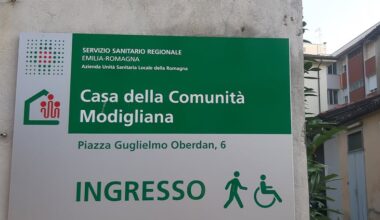 SERVIZIO SANITARIO REGIONALE
EMILIA-ROMAGNA
Azienda Unità Sanitaria Locale della Romagna
Casa della Comunità
Modigliana
Piazza Guglielmo Oberdan, 6
INGRESSO